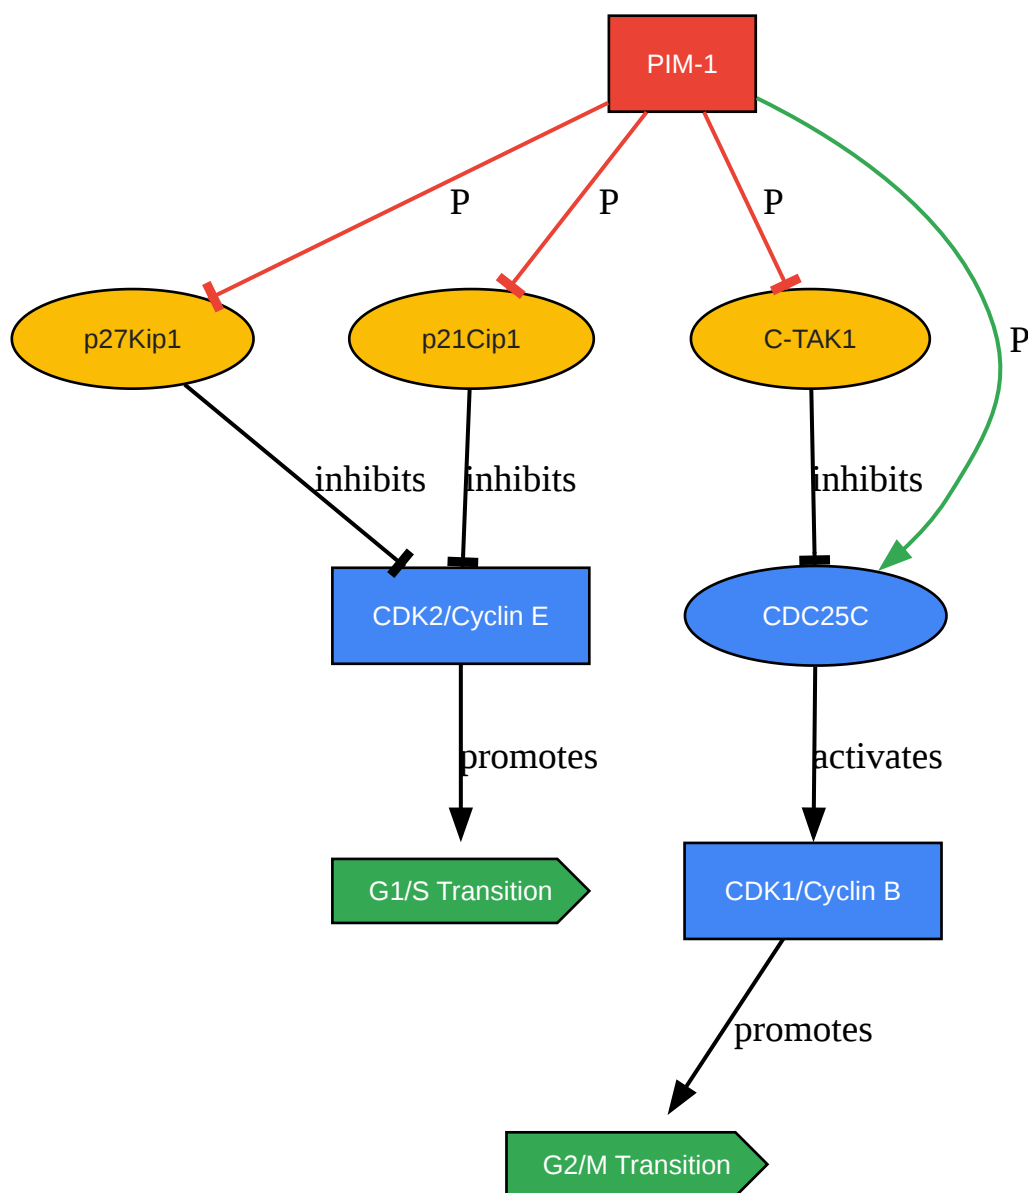 PIM-1
P
P
P
P
p27Kip1
p21Cip1
C-TAK1
inhibits
inhibits
inhibits
CDK2/Cyclin E
CDC25C
promotes
activates
G1/S Transition
CDK1/Cyclin B
promotes
G2/M Transition